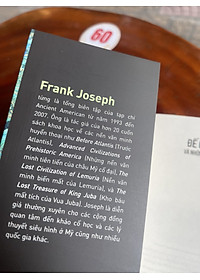 60
Frank Joseph
từng là tổng biên tập của tạp chí
Ancient American từ năm 1993 đến
2007. Ông là tác giả của hơn 20 cuốn
sách khảo cổ học về các nền văn minh
huyền thoại như Before Atlantis [Trước
Atlantis], Advanced Civilizations of
Prehistoric America [Những nền văn
minh tiên tiến của châu Mỹ cổ đại], The
Lost Civilization of Lemuria [Nền văn
minh biến mất của Lemuria], và The
Lost Treasure of King Juba [Kho báu
mất tích của Vua Juba]. Joseph là diễn
giả thường xuyên cho các cộng đồng
quan tâm đến khảo cổ học và các lý
thuyết siêu hình ở Mỹ cũng như nhiều
quốc gia khác.